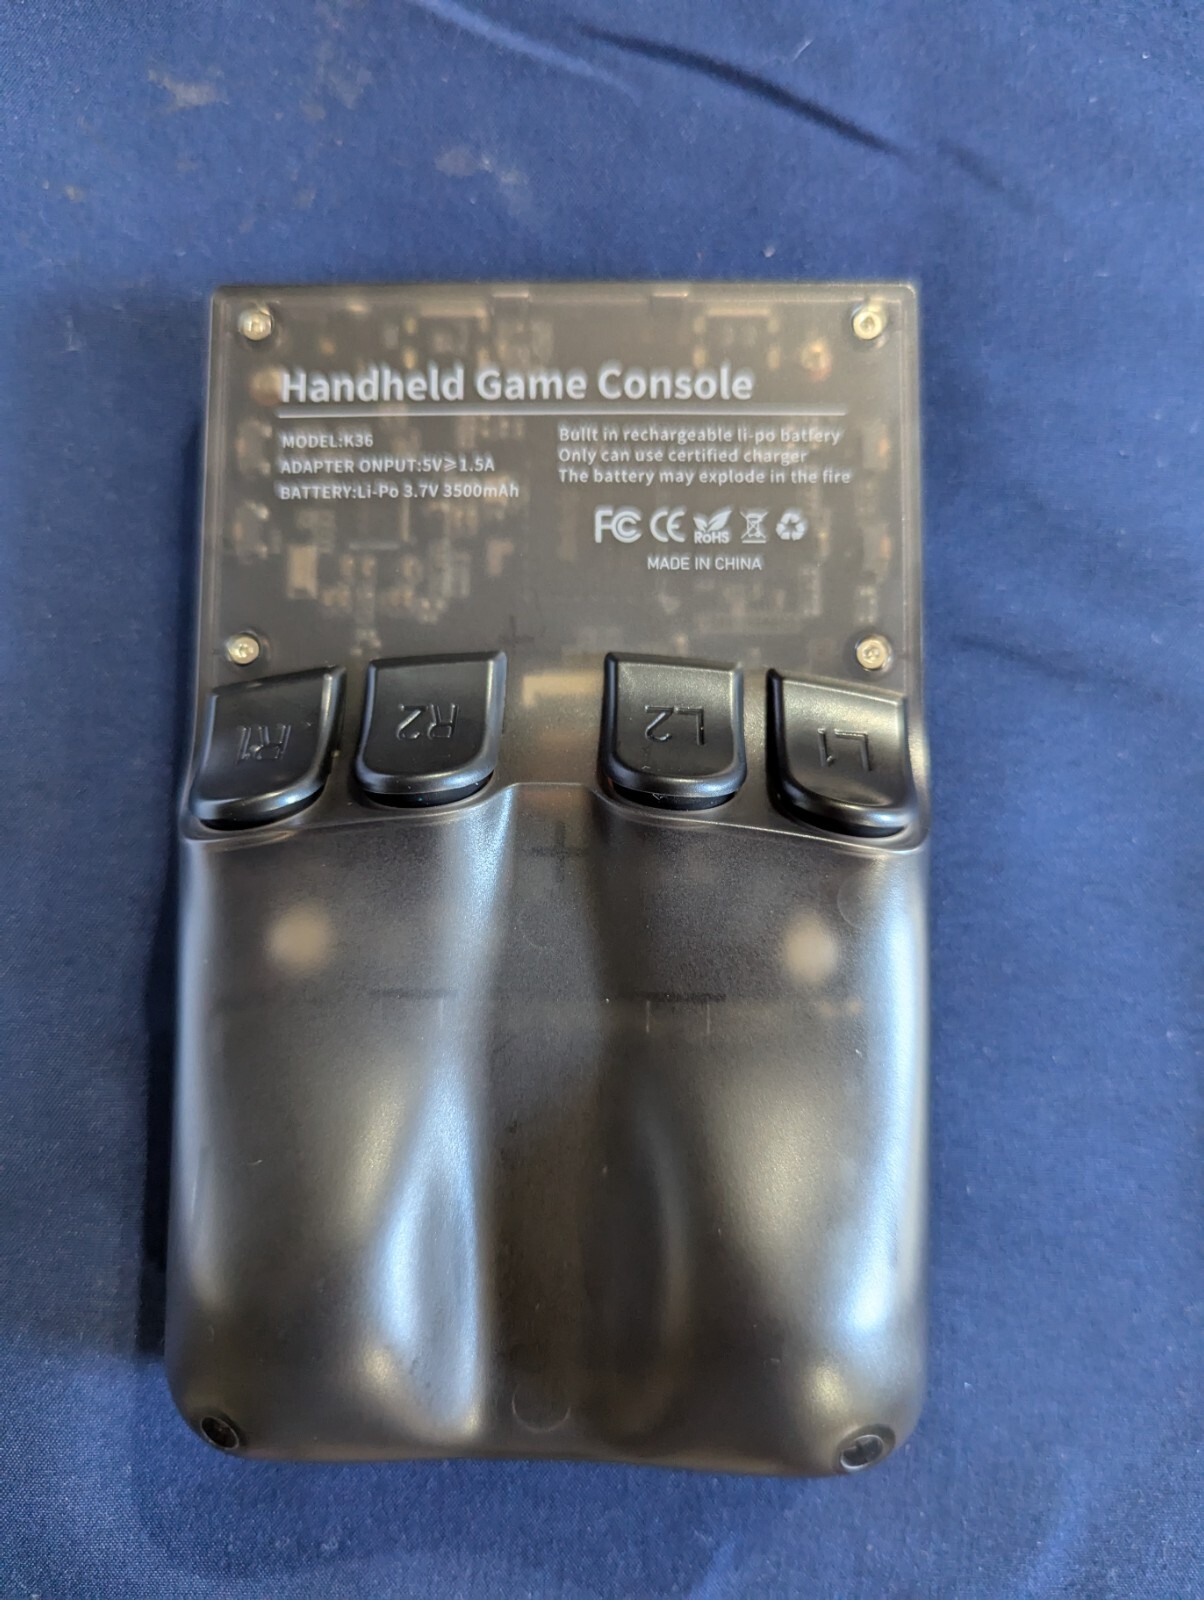 Handheld Game Console
MODEL:K36
ADAPTER ONPUT:5V⩾1.5A
BATTERY:Li-Po 3.7V 3500mAh
Built in rechargeable li-po battery
Only can use certified charger
The battery may explode in the fire
FC CE RoHS
MADE IN CHINA
R1 R2 L2 L1